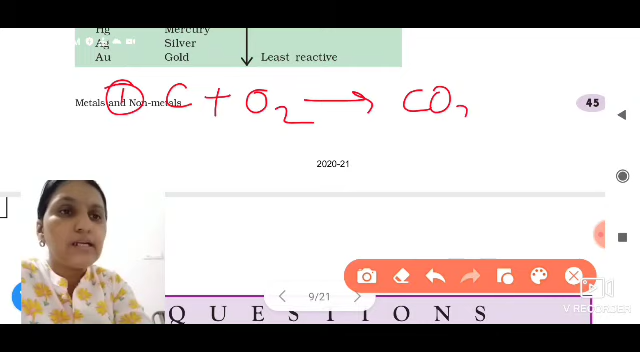 Hg Mercury
Ag Silver
Au Gold Least reactive
① C + O₂ → CO₂
Metals and Non-metals 45
2020-21
9/21
V RECORDER
QUESTIONS